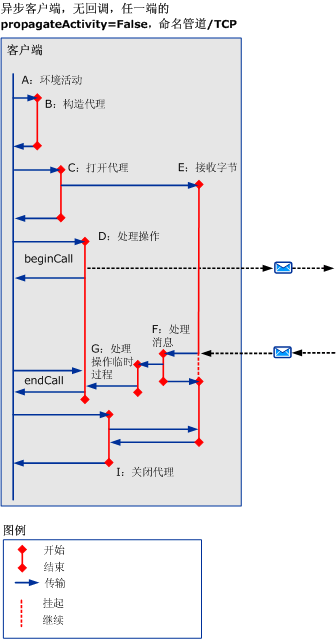 异步客户端，无回调，任一端的
propagateActivity=False，命名管道/TCP
客户端
A：环境活动
B：构造代理
C：打开代理
E：接收字节
D：处理操作
beginCall
F：处理
消息
G：处理
操作临时
过程
endCall
I：关闭代理
图例
开始
结束
传输
挂起
继续